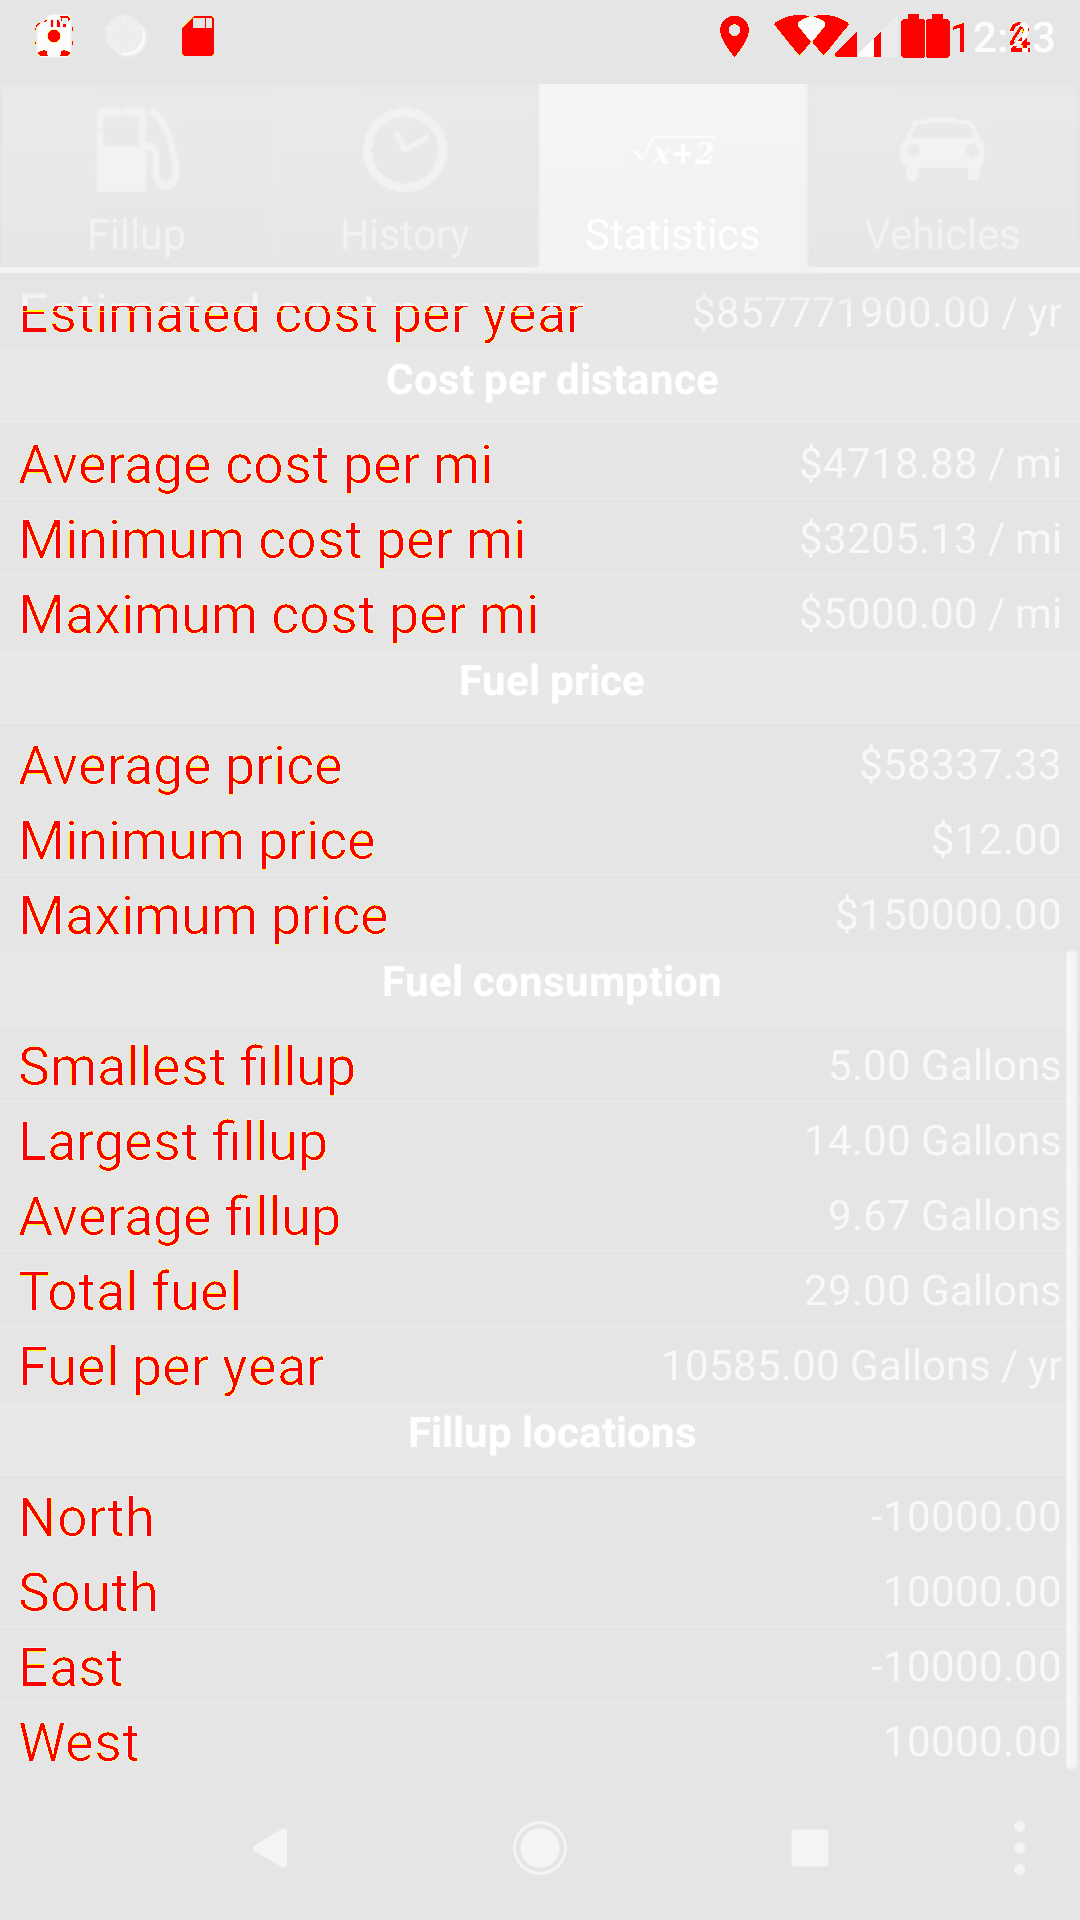 Fillup History √x+2 Statistics Vehicles
Estimated cost per year $857771900.00 / yr
Cost per distance
Average cost per mi $4718.88 / mi
Minimum cost per mi $3205.13 / mi
Maximum cost per mi $5000.00 / mi
Fuel price
Average price $58337.33
Minimum price $12.00
Maximum price $150000.00
Fuel consumption
Smallest fillup 5.00 Gallons
Largest fillup 14.00 Gallons
Average fillup 9.67 Gallons
Total fuel 29.00 Gallons
Fuel per year 10585.00 Gallons / yr
Fillup locations
North -10000.00
South 10000.00
East -10000.00
West 10000.00